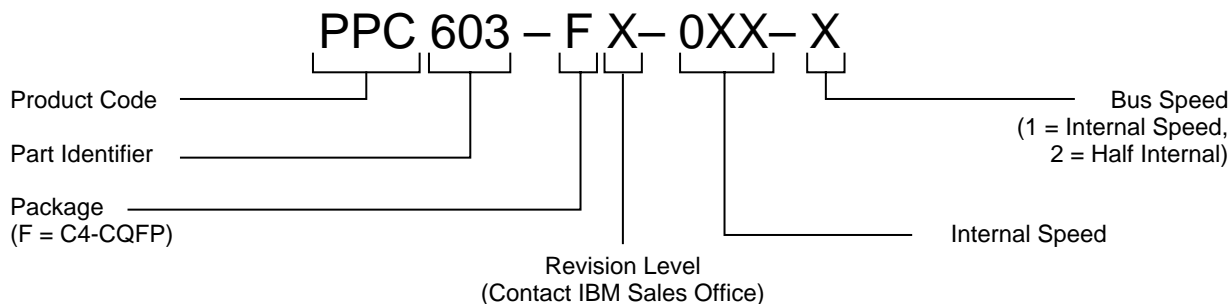 PPC 603 – F X – 0XX – X
Product Code
Bus Speed
(1 = Internal Speed,
2 = Half Internal)
Part Identifier
Package
(F = C4-CQFP)
Internal Speed
Revision Level
(Contact IBM Sales Office)